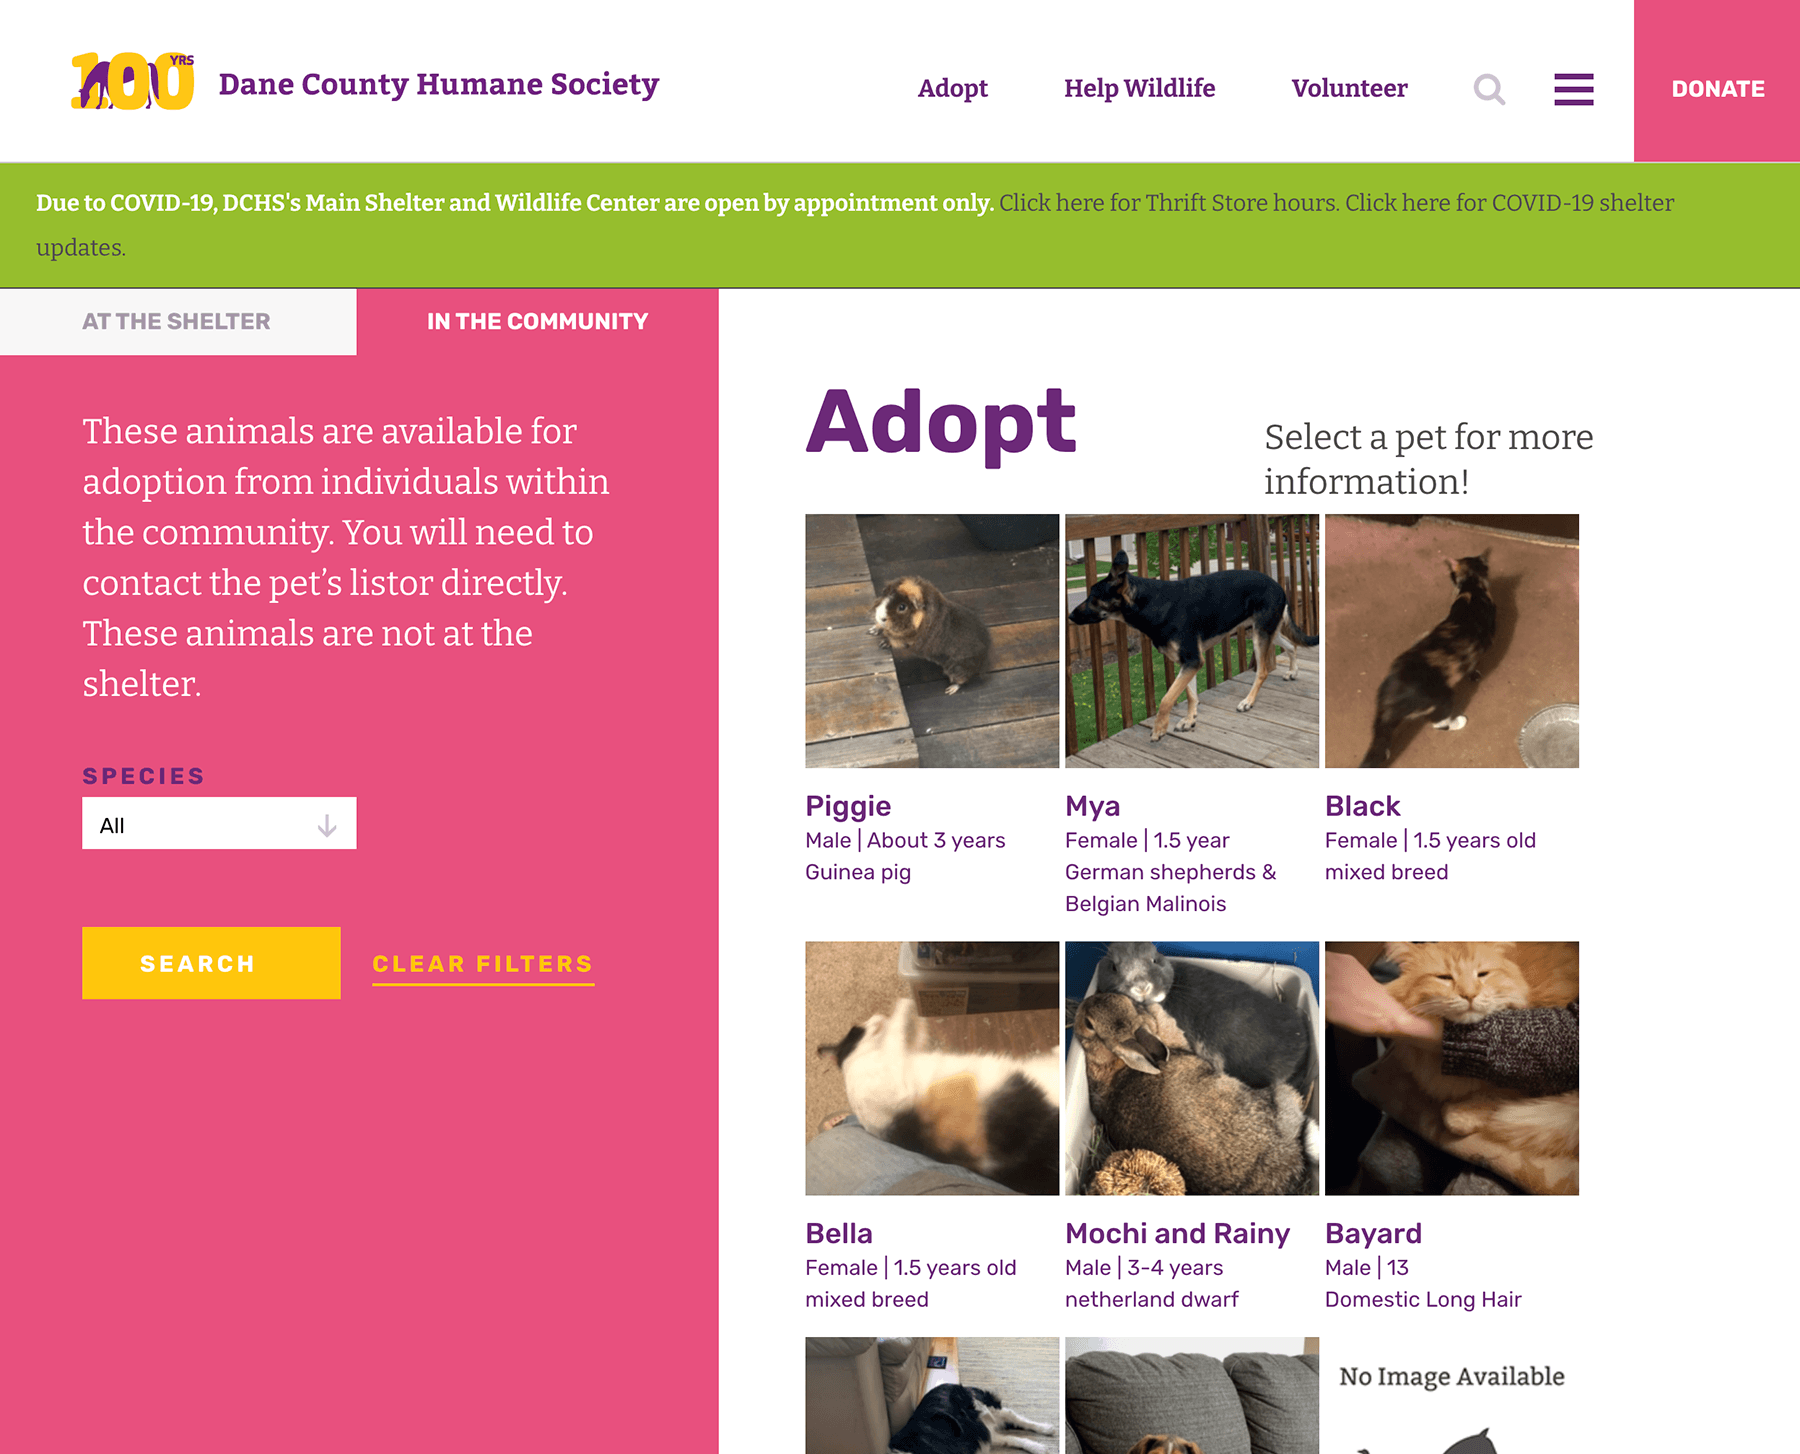 100 YRS
Dane County Humane Society
Adopt
Help Wildlife
Volunteer
DONATE
Due to COVID-19, DCHS's Main Shelter and Wildlife Center are open by appointment only. Click here for Thrift Store hours. Click here for COVID-19 shelter
updates.
AT THE SHELTER
IN THE COMMUNITY
These animals are available for
adoption from individuals within
the community. You will need to
contact the pet’s listor directly.
These animals are not at the
shelter.
SPECIES
All
SEARCH
CLEAR FILTERS
Adopt
Select a pet for more
information!
Piggie
Male | About 3 years
Guinea pig
Mya
Female | 1.5 year
German shepherds &
Belgian Malinois
Black
Female | 1.5 years old
mixed breed
Bella
Female | 1.5 years old
mixed breed
Mochi and Rainy
Male | 3-4 years
netherland dwarf
Bayard
Male | 13
Domestic Long Hair
No Image Available